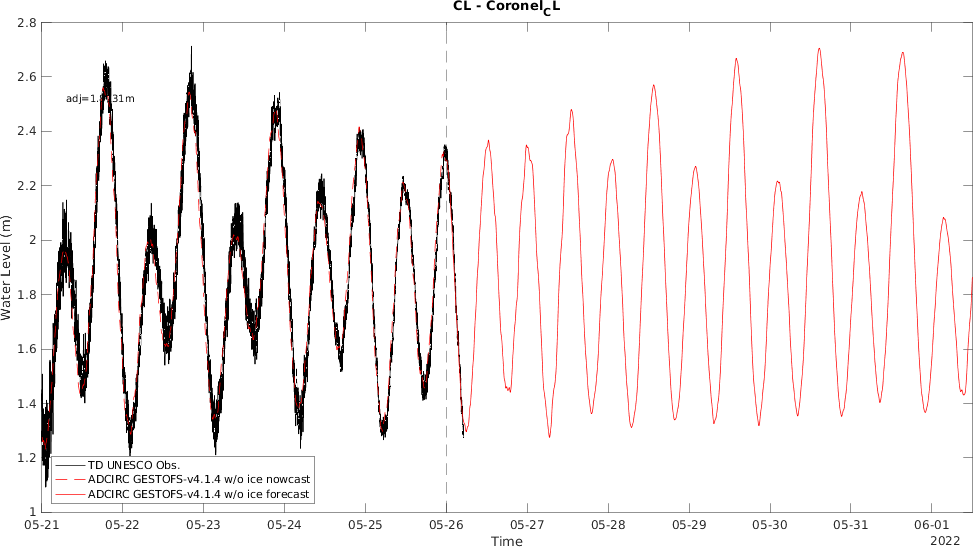 CL - Coronel_CL
2.8
2.6
2.4
2.2
2
1.8
1.6
1.4
1.2
1
Water Level (m)
TD UNESCO Obs.
ADCIRC GESTOFS-v4.1.4 w/o ice nowcast
ADCIRC GESTOFS-v4.1.4 w/o ice forecast
05-21 05-22 05-23 05-24 05-25 05-26 05-27 05-28 05-29 05-30 05-31 06-01
Time
2022